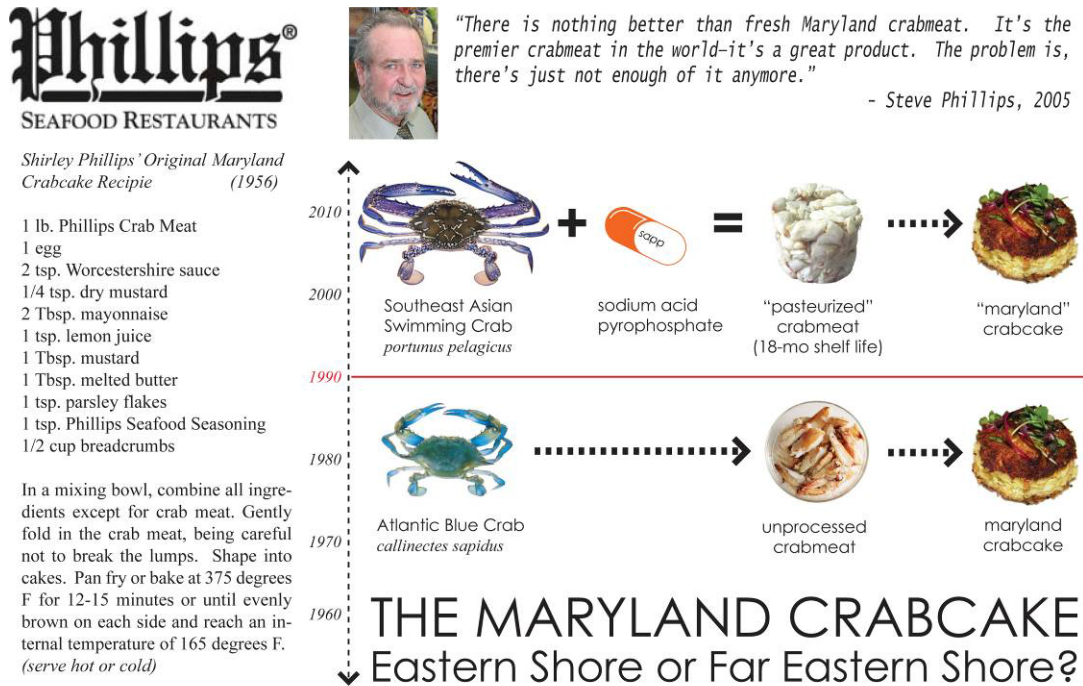 Phillips®
SEAFOOD RESTAURANTS
Shirley Phillips' Original Maryland
Crabcake Recipie (1956)
1 lb. Phillips Crab Meat
1 egg
2 tsp. Worcestershire sauce
1/4 tsp. dry mustard
2 Tbsp. mayonnaise
1 tsp. lemon juice
1 Tbsp. mustard
1 Tbsp. melted butter
1 tsp. parsley flakes
1 tsp. Phillips Seafood Seasoning
1/2 cup breadcrumbs
In a mixing bowl, combine all ingre-
dients except for crab meat. Gently
fold in the crab meat, being careful
not to break the lumps. Shape into
cakes. Pan fry or bake at 375 degrees
F for 12-15 minutes or until evenly
brown on each side and reach an in-
ternal temperature of 165 degrees F.
(serve hot or cold)
"There is nothing better than fresh Maryland crabmeat. It's the
premier crabmeat in the world—it's a great product. The problem is,
there's just not enough of it anymore."
- Steve Phillips, 2005
2010
2000
1990
1980
1970
1960
+
sapp
=
Southeast Asian
Swimming Crab
portunus pelagicus
sodium acid
pyrophosphate
"pasteurized"
crabmeat
(18-mo shelf life)
"maryland"
crabcake
Atlantic Blue Crab
callinectes sapidus
unprocessed
crabmeat
maryland
crabcake
THE MARYLAND CRABCAKE
Eastern Shore or Far Eastern Shore?